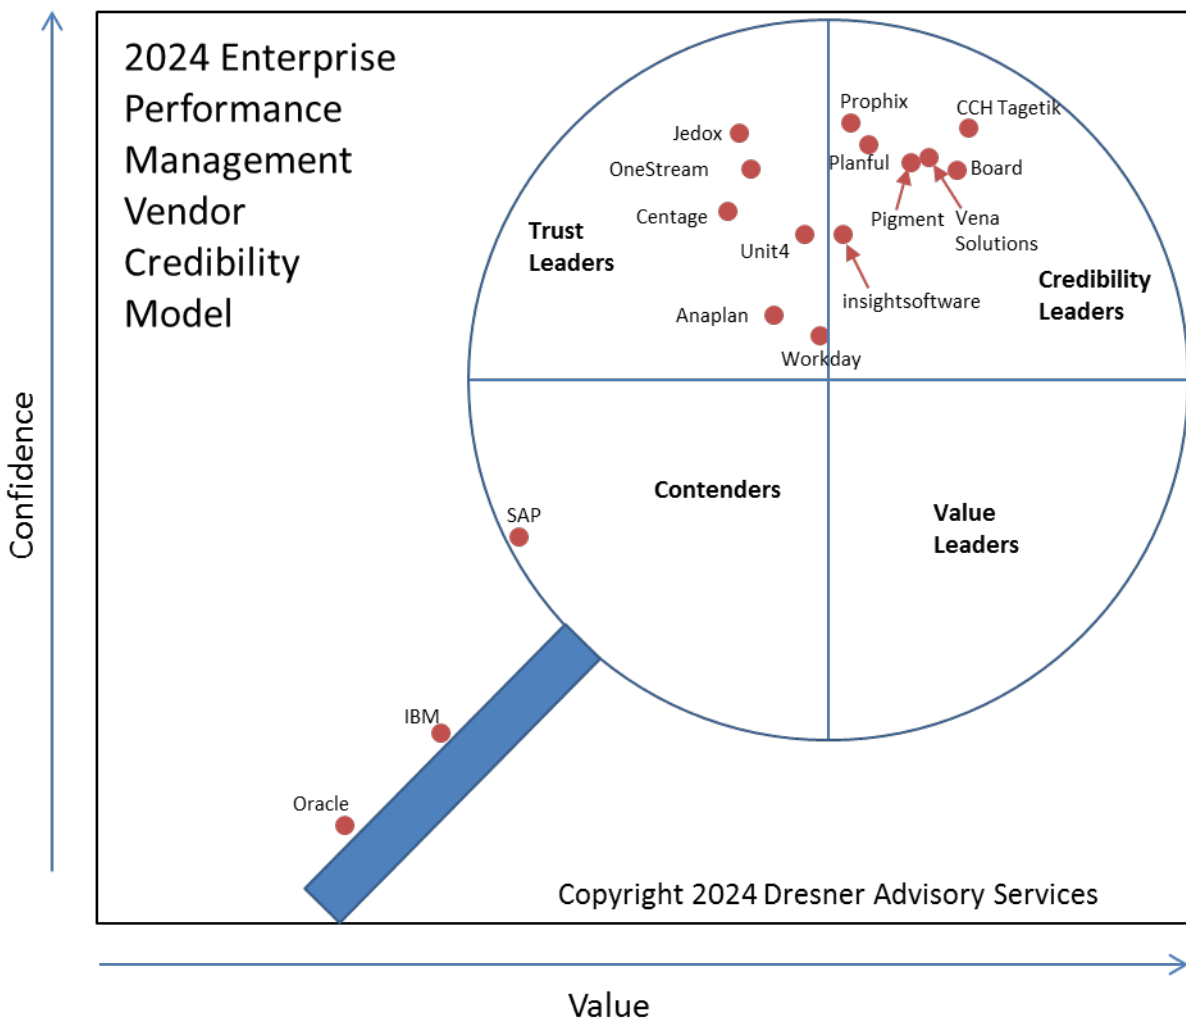 2024 Enterprise
Performance
Management
Vendor
Credibility
Model
Prophix
CCH Tagetik
Jedox
OneStream
Planful
Board
Centage
Pigment
Vena
Solutions
Trust
Leaders
Unit4
insightsoftware
Credibility
Leaders
Anaplan
Workday
Confidence
Contenders
Value
Leaders
SAP
IBM
Oracle
Copyright 2024 Dresner Advisory Services
Value